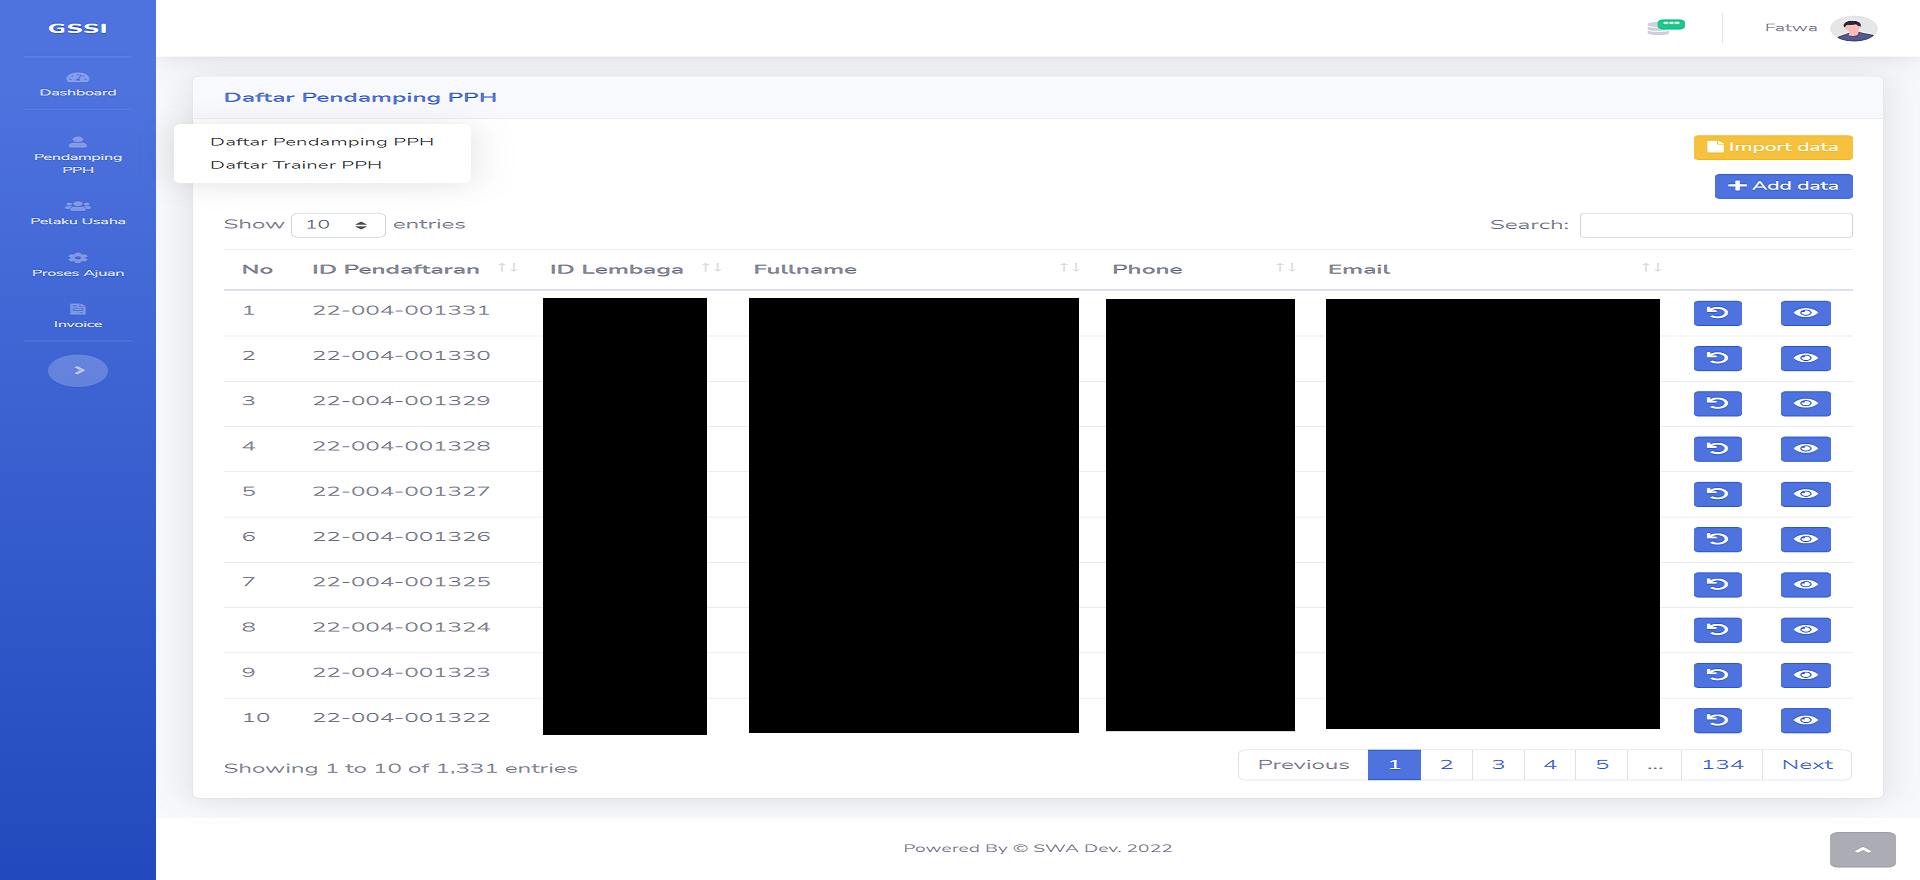 GSSI
Fatwa
Dashboard
Pendamping
PPH
Pelaku Usaha
Proses Ajuan
Invoice
Daftar Pendamping PPH
Daftar Pendamping PPH
Daftar Trainer PPH
Import data
Add data
Show 10 entries
Search:
No ID Pendaftaran ID Lembaga Fullname Phone Email
1 22-004-001331
2 22-004-001330
3 22-004-001329
4 22-004-001328
5 22-004-001327
6 22-004-001326
7 22-004-001325
8 22-004-001324
9 22-004-001323
10 22-004-001322
Showing 1 to 10 of 1,331 entries
Previous 1 2 3 4 5 ... 134 Next
Powered By © SWA Dev. 2022